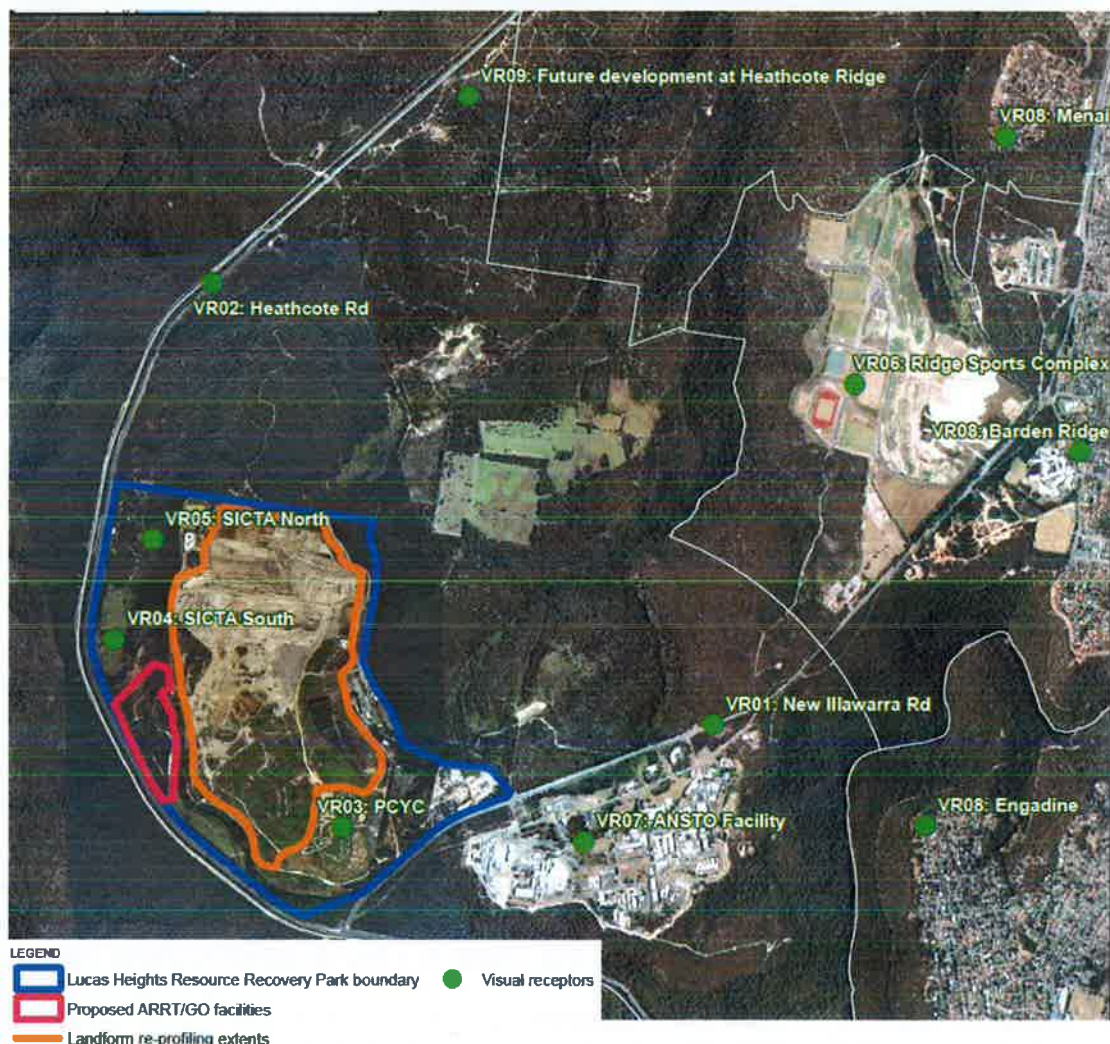 VR09: Future development at Heathcote Ridge
VR08: Menai
VR02: Heathcote Rd
VR06: Ridge Sports Complex
VR08: Barden Ridge
VR05: SICTA North
VR04: SICTA South
VR01: New Illawarra Rd
VR03: PCYC
VR07: ANSTO Facility
VR08: Engadine
LEGEND
Lucas Heights Resource Recovery Park boundary
Visual receptors
Proposed ARRT/GO facilities
Landform re-profiling extents